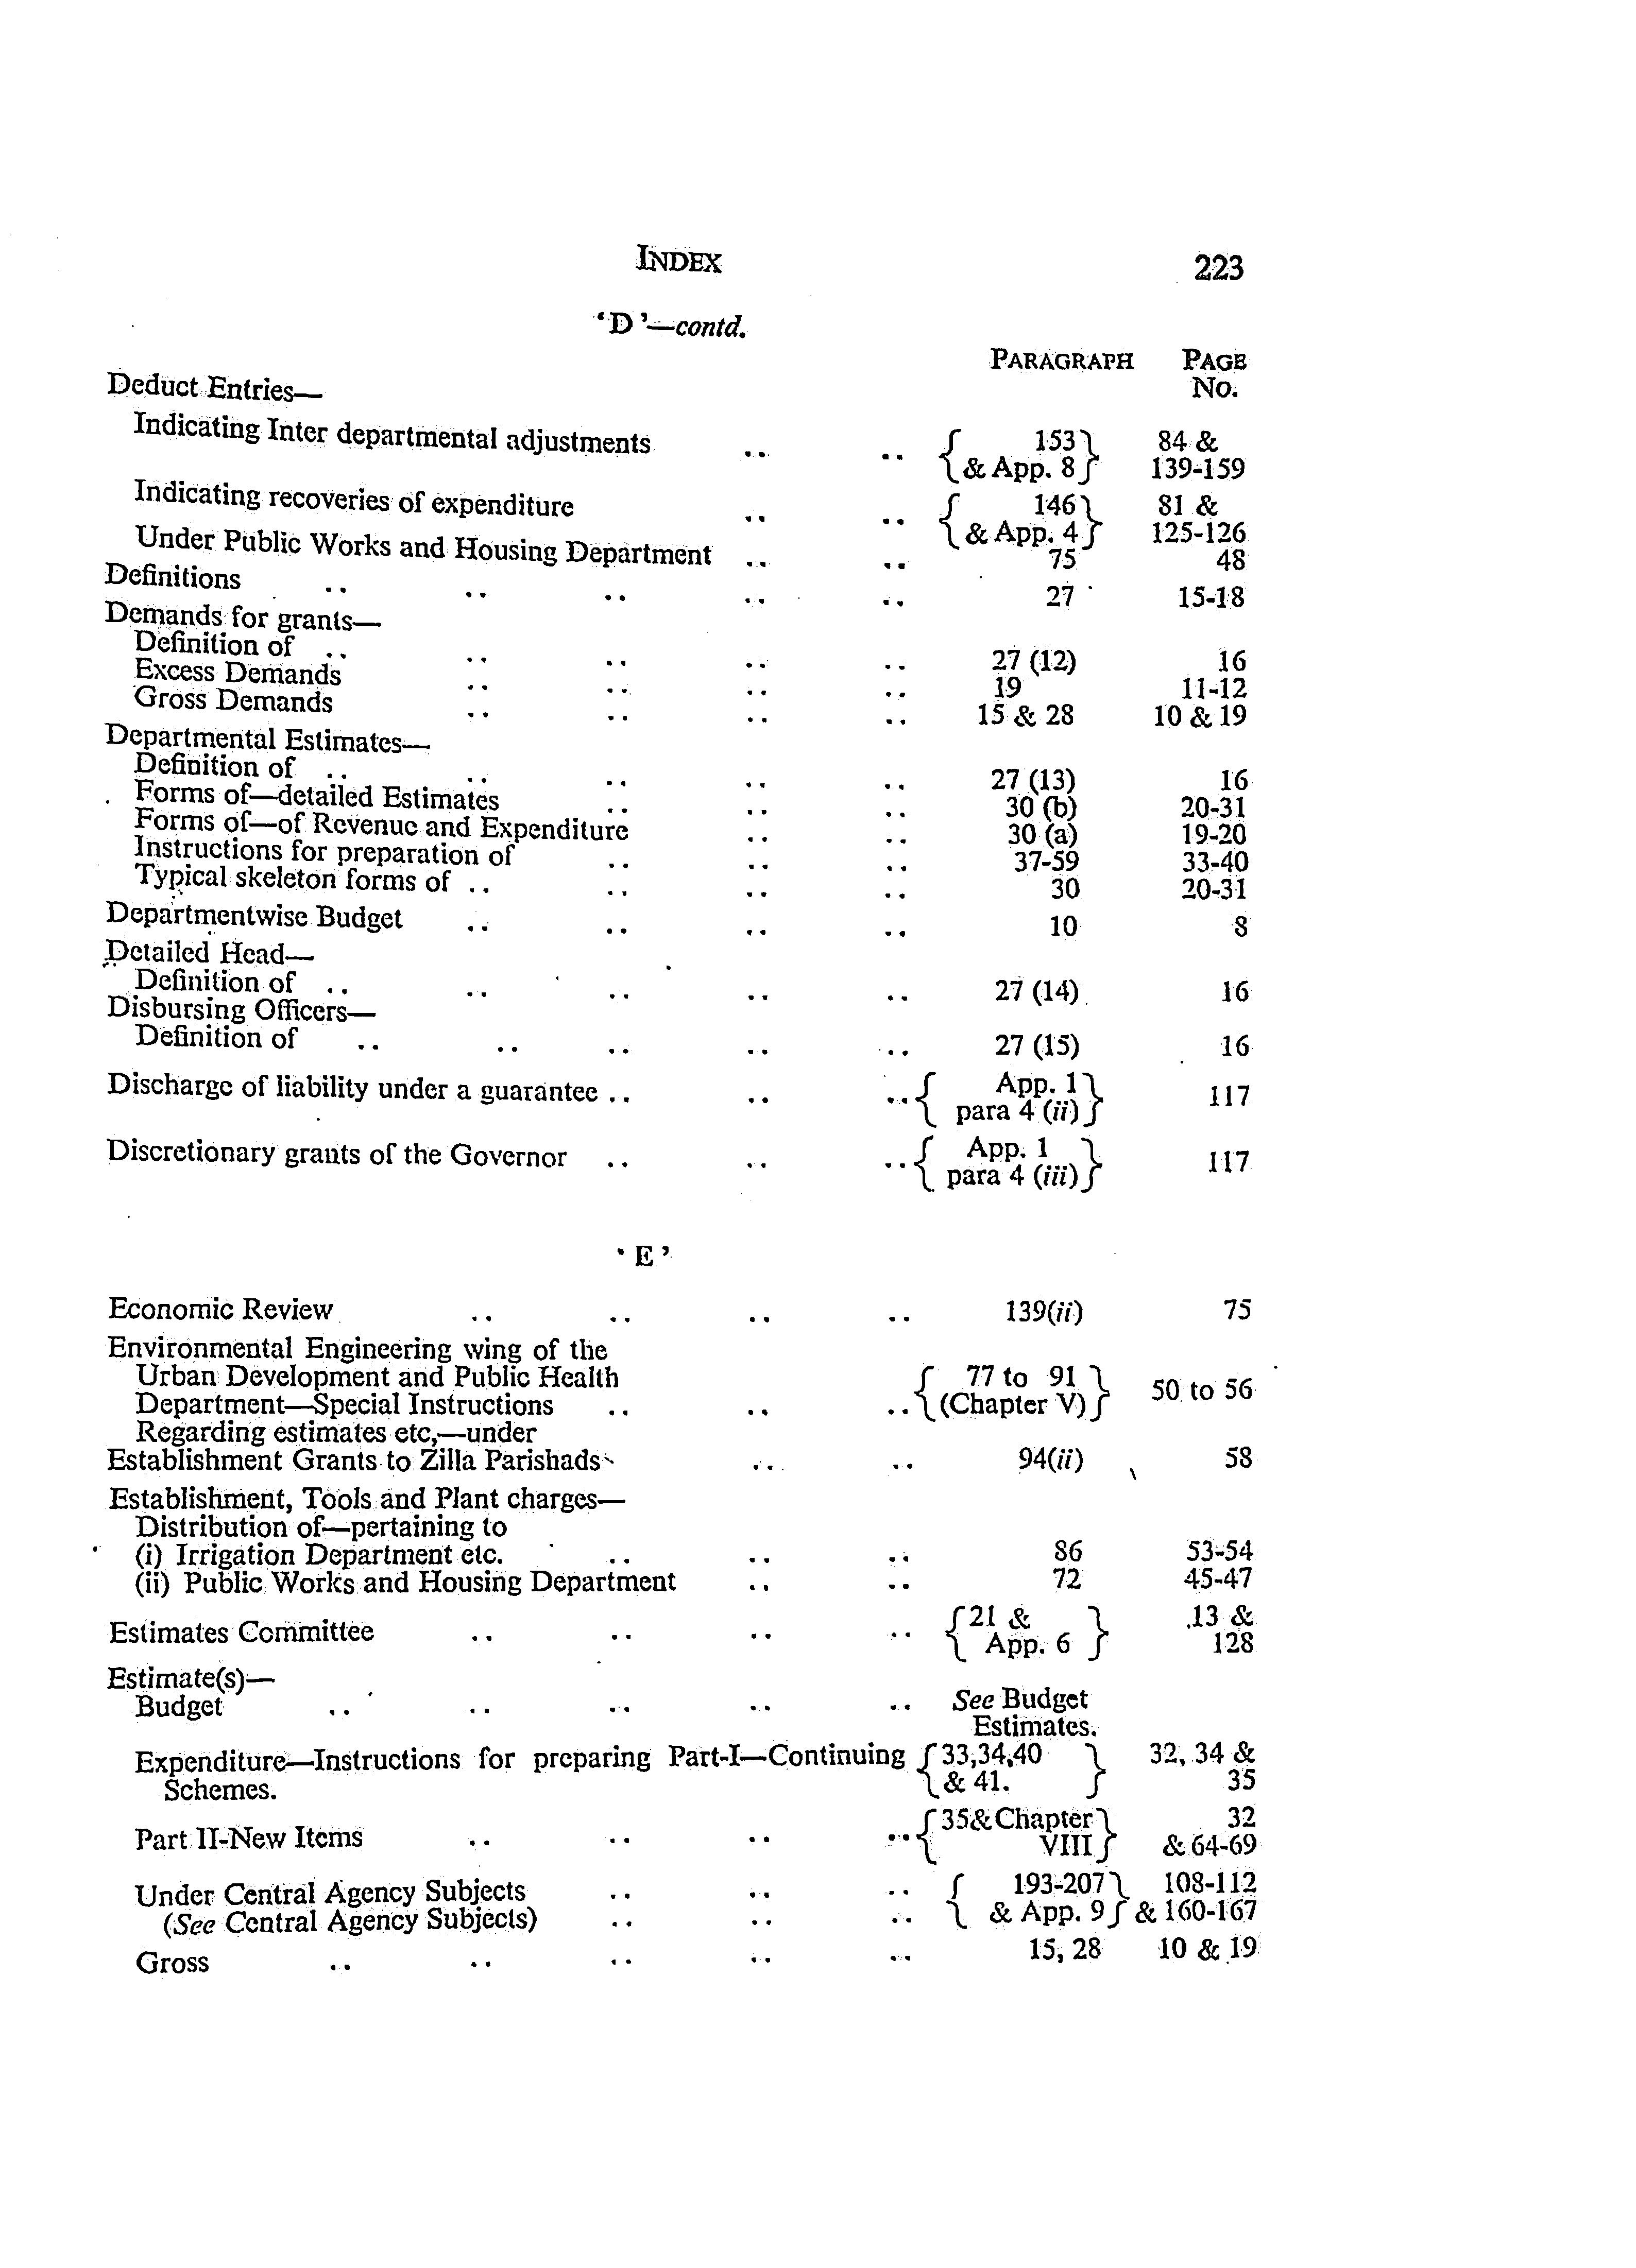 INDEX 223
'D'—contd.
PARAGRAPH PAGE
No.
Deduct Entries—
Indicating Inter departmental adjustments .. .. { 153 } 84 &
{ & App. 8 } 139-159
Indicating recoveries of expenditure .. .. { 146 } 81 &
{ & App. 4 } 125-126
Under Public Works and Housing Department .. .. 75 48
Definitions .. .. .. .. .. 27 15-18
Demands for grants—
Definition of .. .. .. .. .. 27 (12) 16
Excess Demands .. .. .. .. 19 11-12
Gross Demands .. .. .. .. 15 & 28 10 & 19
Departmental Estimates—
Definition of .. .. .. .. .. 27 (13) 16
Forms of—detailed Estimates .. .. .. 30 (b) 20-31
Forms of—of Revenue and Expenditure .. .. 30 (a) 19-20
Instructions for preparation of .. .. .. 37-59 33-40
Typical skeleton forms of .. .. .. .. 30 20-31
Departmentwise Budget .. .. .. .. 10 8
Detailed Head—
Definition of .. .. .. .. .. 27 (14) 16
Disbursing Officers—
Definition of .. .. .. .. .. 27 (15) 16
Discharge of liability under a guarantee .. .. .. { App. 1 } 117
{ para 4 (ii) }
Discretionary grants of the Governor .. .. .. { App. 1 } 117
{ para 4 (iii) }
'E'
Economic Review .. .. .. .. 139(ii) 75
Environmental Engineering wing of the
Urban Development and Public Health { 77 to 91 } 50 to 56
Department—Special Instructions .. .. .. { (Chapter V) }
Regarding estimates etc,—under
Establishment Grants to Zilla Parishads .. .. 94(ii) 58
Establishment, Tools and Plant charges—
Distribution of—pertaining to
(i) Irrigation Department etc. .. .. .. 86 53-54
(ii) Public Works and Housing Department .. .. 72 45-47
Estimates Committee .. .. .. .. { 21 & } 13 &
{ App. 6 } 128
Estimate(s)—
Budget .. .. .. .. .. See Budget
Estimates.
Expenditure—Instructions for preparing Part-I—Continuing { 33,34,40 } 32, 34 &
Schemes. { & 41. } 35
Part II-New Items .. .. .. .. { 35& Chapter } 32
{ VIII } & 64-69
Under Central Agency Subjects .. .. .. { 193-207 } 108-112
(See Central Agency Subjects) .. .. .. { & App. 9 } & 160-167
Gross .. .. .. .. .. 15, 28 10 & 19